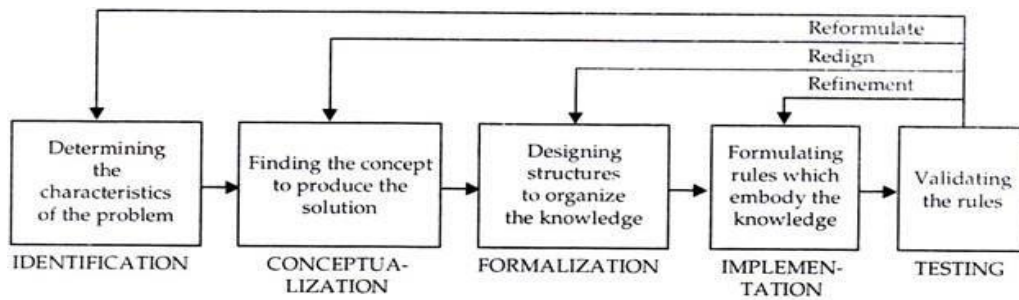 Reformulate
Redign
Refinement
Determining
the
characteristics
of the problem
Finding the concept
to produce the
solution
Designing
structures
to organize
the knowledge
Formulating
rules which
embody the
knowledge
Validating
the rules
IDENTIFICATION
CONCEPTUA-
LIZATION
FORMALIZATION
IMPLEMEN-
TATION
TESTING